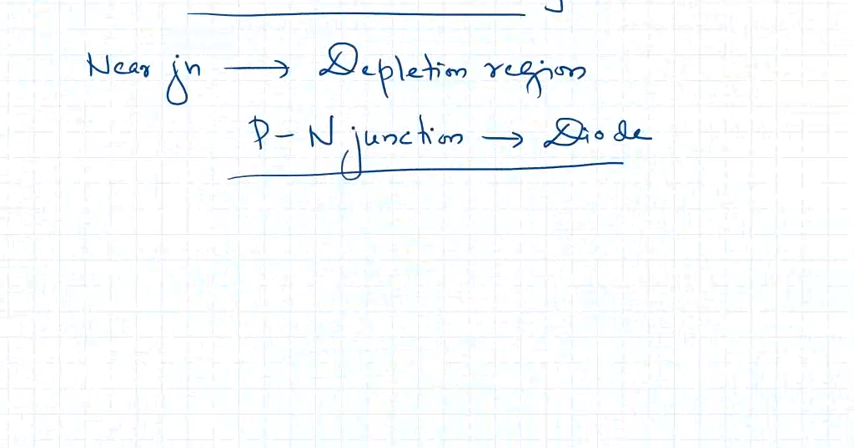 Near jn → Depletion region
P-N junction → Diode